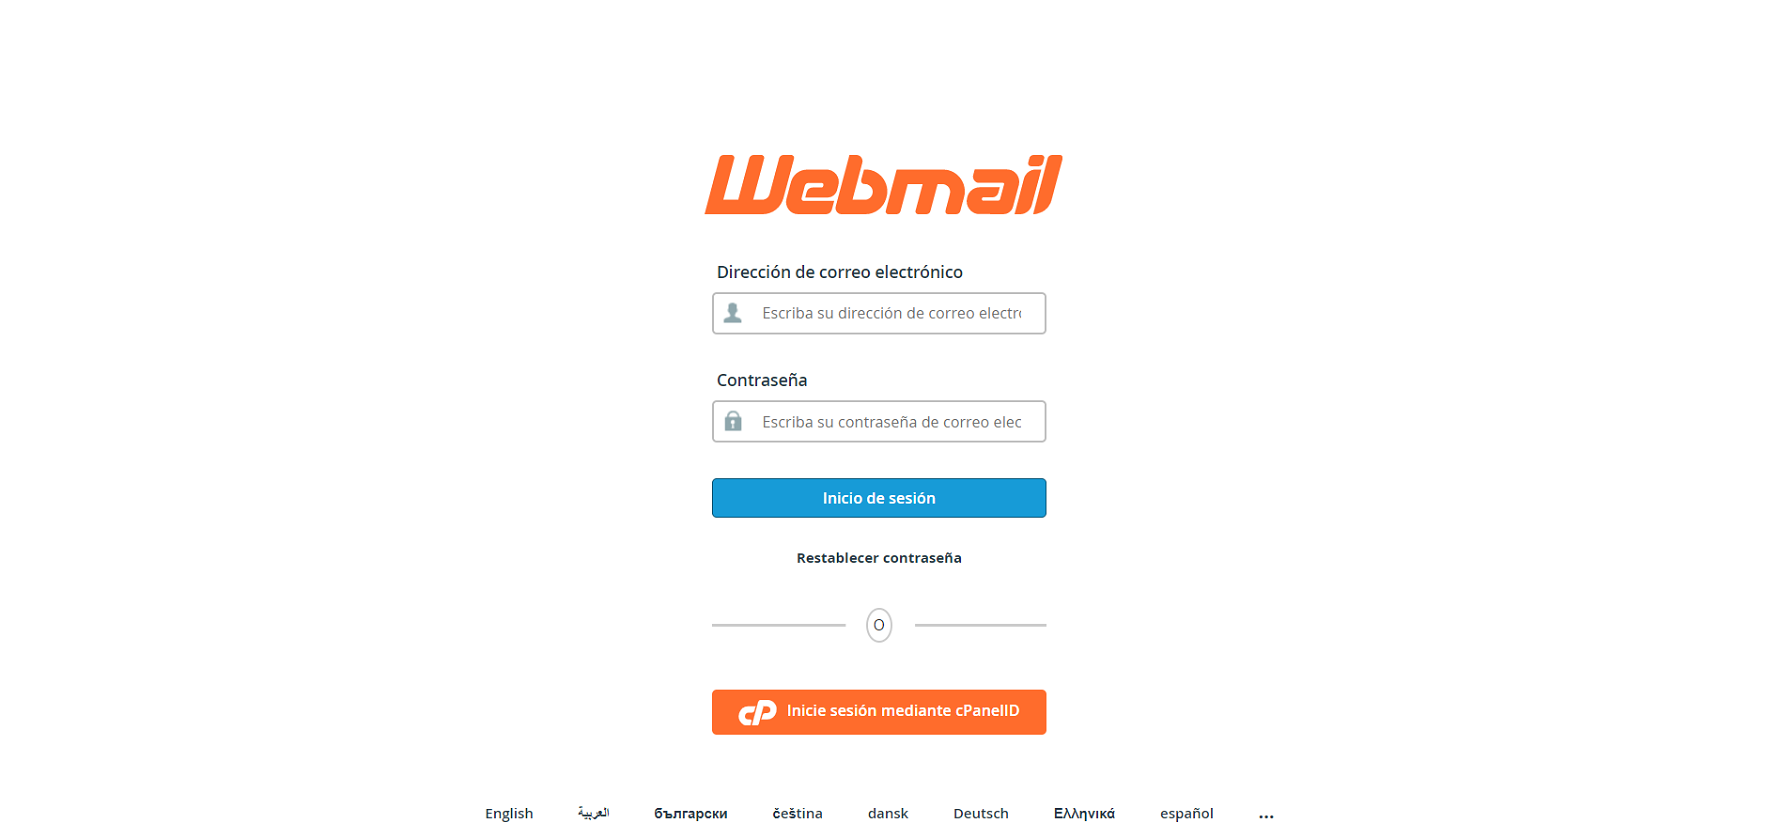 Webmail
Dirección de correo electrónico
Escriba su dirección de correo electr
Contraseña
Escriba su contraseña de correo elec
Inicio de sesión
Restablecer contraseña
O
cP Inicie sesión mediante cPanelID
English العربية български čeština dansk Deutsch Ελληνικά español ...